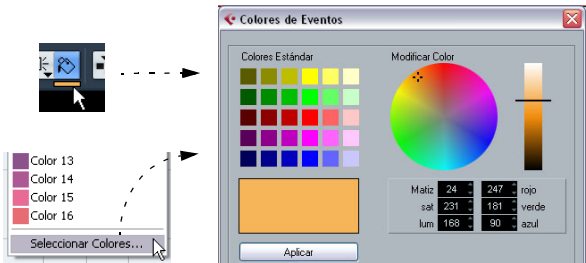 Colores de Eventos
Colores Estándar
Modificar Color
Color 13
Color 14
Color 15
Color 16
Seleccionar Colores...
Matiz 24 247 rojo
sat 231 181 verde
lum 168 90 azul
Aplicar